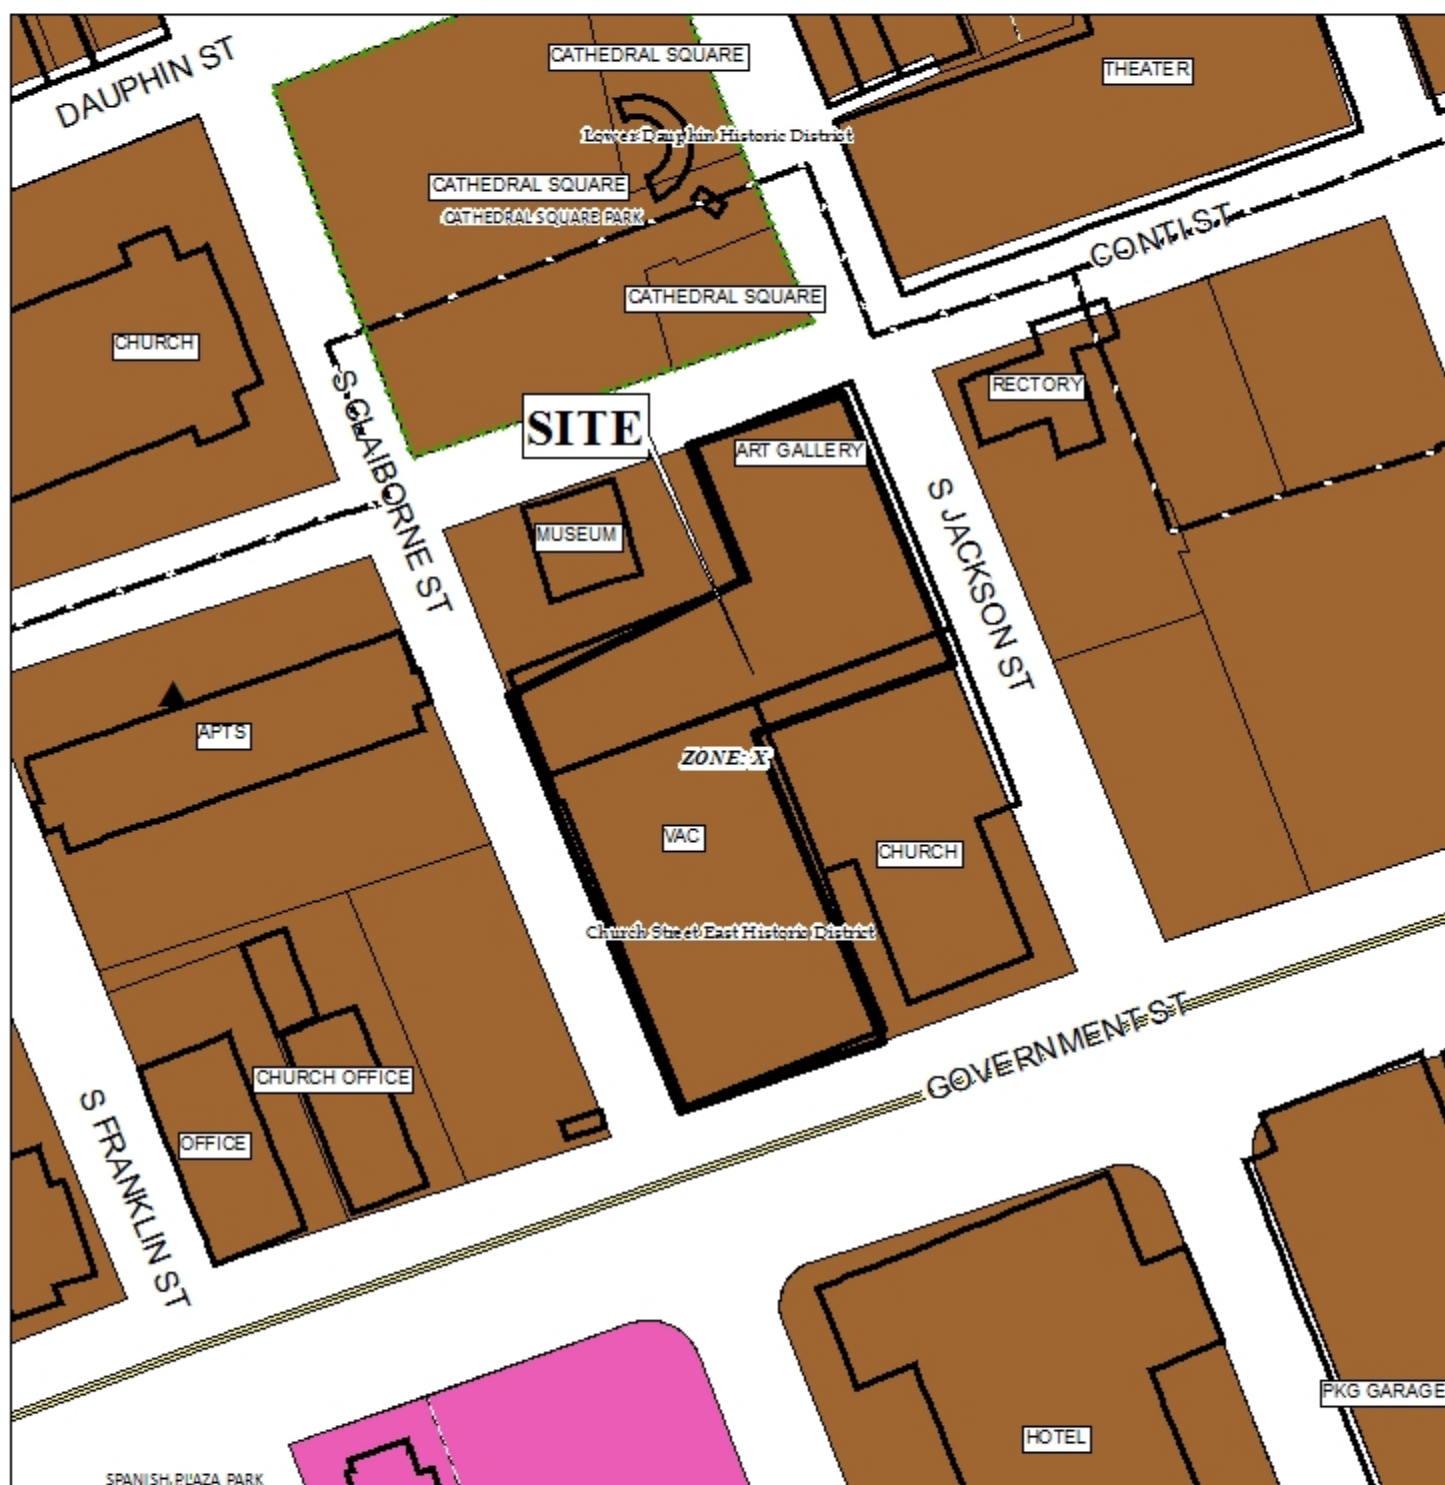 CATHEDRAL SQUARE
THEATER
DAUPHIN ST
Lower Dauphin Historic District
CATHEDRAL SQUARE
CATHEDRAL SQUARE PARK
CONTI ST
CATHEDRAL SQUARE
CHURCH
RECTORY
S CLAIBORNE ST
SITE
ART GALLERY
MUSEUM
S JACKSON ST
APTS
ZONE: X
VAC
CHURCH
Church Street East Historic District
GOVERNMENT ST
CHURCH OFFICE
OFFICE
S FRANKLIN ST
PKG GARAGE
HOTEL
SPANISH PLAZA PARK